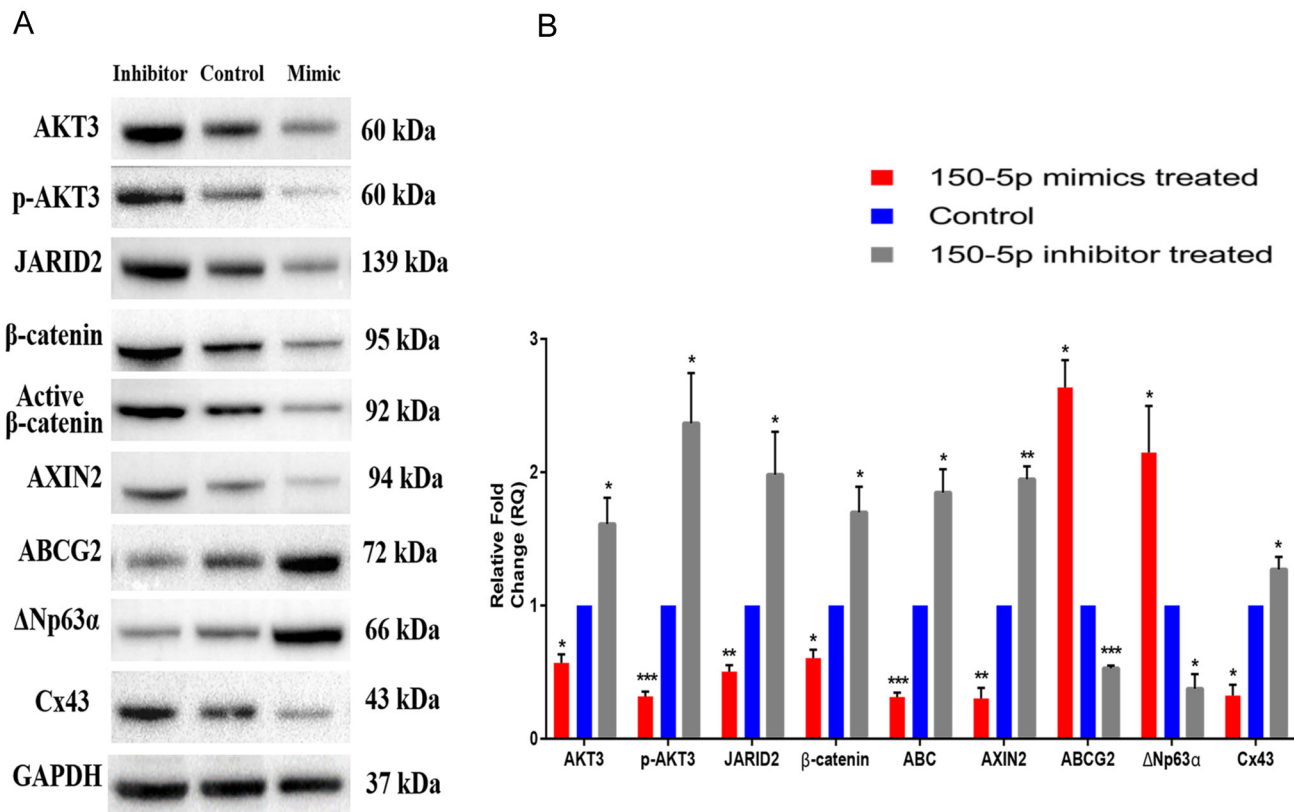 A
Inhibitor Control Mimic
AKT3 60 kDa
p-AKT3 60 kDa
JARID2 139 kDa
β-catenin 95 kDa
Active
β-catenin 92 kDa
AXIN2 94 kDa
ABCG2 72 kDa
ΔNp63α 66 kDa
Cx43 43 kDa
GAPDH 37 kDa
B
150-5p mimics treated
Control
150-5p inhibitor treated
Relative Fold
Change (RQ)
3
2
1
0
* *** ** * *** ** * * *
* * * * * ** *** * *
AKT3 p-AKT3 JARID2 β-catenin ABC AXIN2 ABCG2 ΔNp63α Cx43